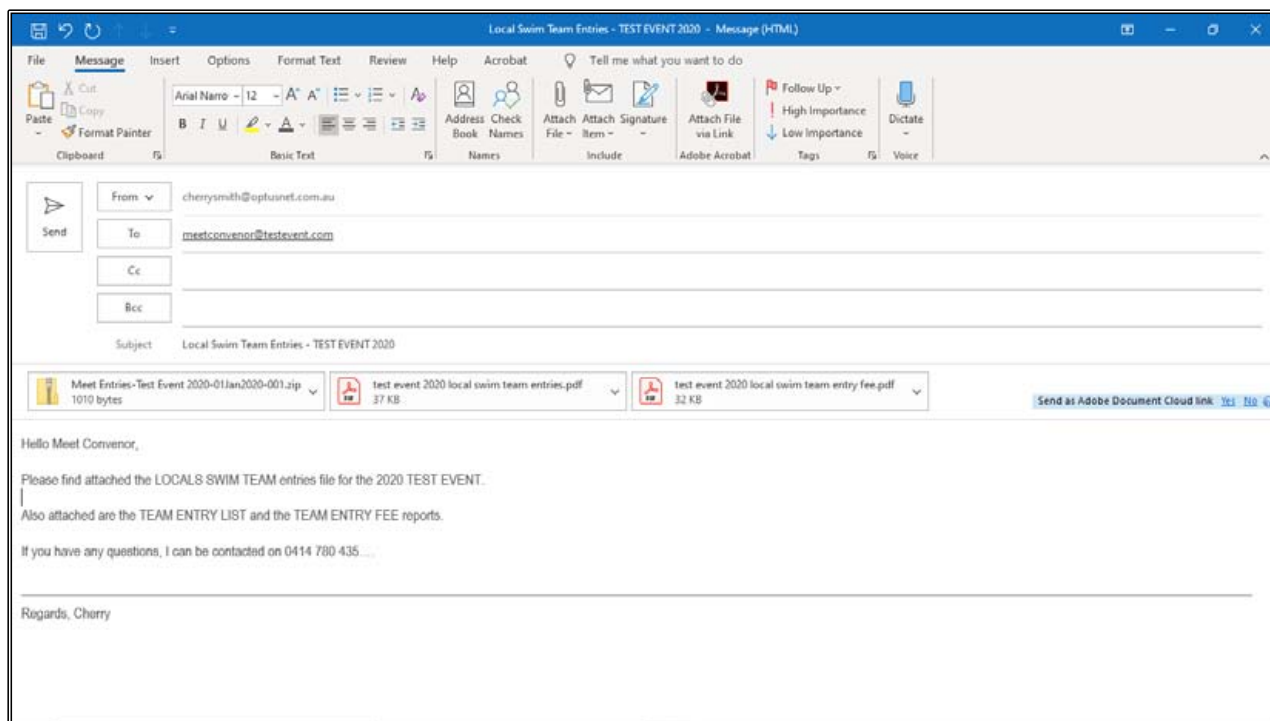 Local Swim Team Entries - TEST EVENT 2020 - Message (HTML)
File Message Insert Options Format Text Review Help Acrobat Tell me what you want to do
Paste
Cut
Copy
Format Painter
Clipboard
Arial Narro 12
B I U
Basic Text
Address Book
Check Names
Names
Attach File
Attach Item
Signature
Include
Attach File via Link
Adobe Acrobat
Follow Up
High Importance
Low Importance
Tags
Dictate
Voice
Send
From cherrysmith@optusnet.com.au
To meetconvenor@testevent.com
Cc
Bcc
Subject Local Swim Team Entries - TEST EVENT 2020
Meet Entries-Test Event 2020-01Jan2020-001.zip
1010 bytes
test event 2020 local swim team entries.pdf
37 KB
test event 2020 local swim team entry fee.pdf
32 KB
Send as Adobe Document Cloud link Yes No
Hello Meet Convenor,
Please find attached the LOCALS SWIM TEAM entries file for the 2020 TEST EVENT.
Also attached are the TEAM ENTRY LIST and the TEAM ENTRY FEE reports.
If you have any questions, I can be contacted on 0414 780 435....
Regards, Cherry